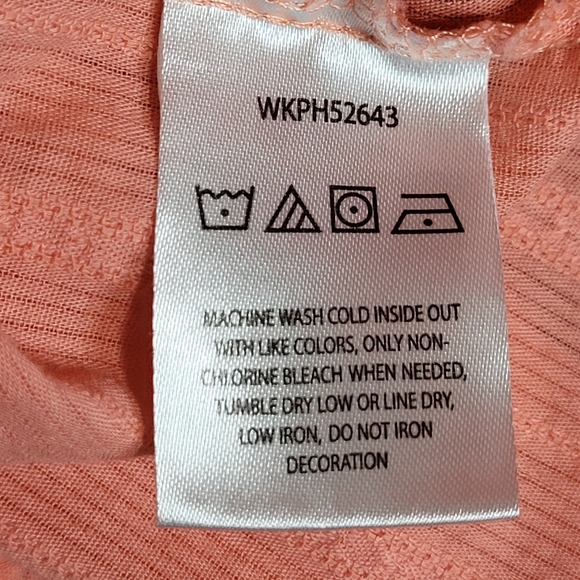 WKPH52643
MACHINE WASH COLD INSIDE OUT
WITH LIKE COLORS, ONLY NON-
CHLORINE BLEACH WHEN NEEDED,
TUMBLE DRY LOW OR LINE DRY,
LOW IRON, DO NOT IRON
DECORATION